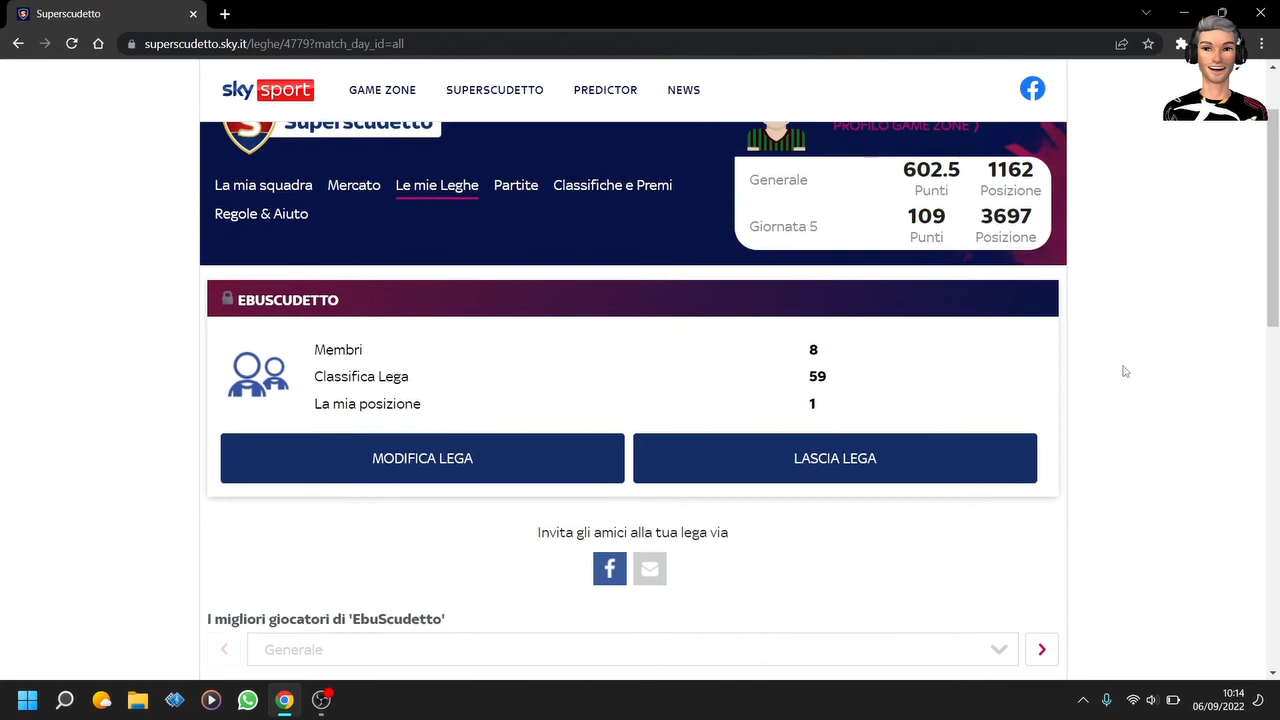 Superscudetto
superscudetto.sky.it/leghe/4779?match_day_id=all
sky sport GAME ZONE SUPERSCUDETTO PREDICTOR NEWS
Superscudetto
PROFILO GAME ZONE
La mia squadra Mercato Le mie Leghe Partite Classifiche e Premi
Regole & Aiuto
Generale 602.5 1162
Punti Posizione
Giornata 5 109 3697
Punti Posizione
EBUSCUDETTO
Membri 8
Classifica Lega 59
La mia posizione 1
MODIFICA LEGA LASCIA LEGA
Invita gli amici alla tua lega via
I migliori giocatori di 'EbuScudetto'
Generale
10:14
06/09/2022